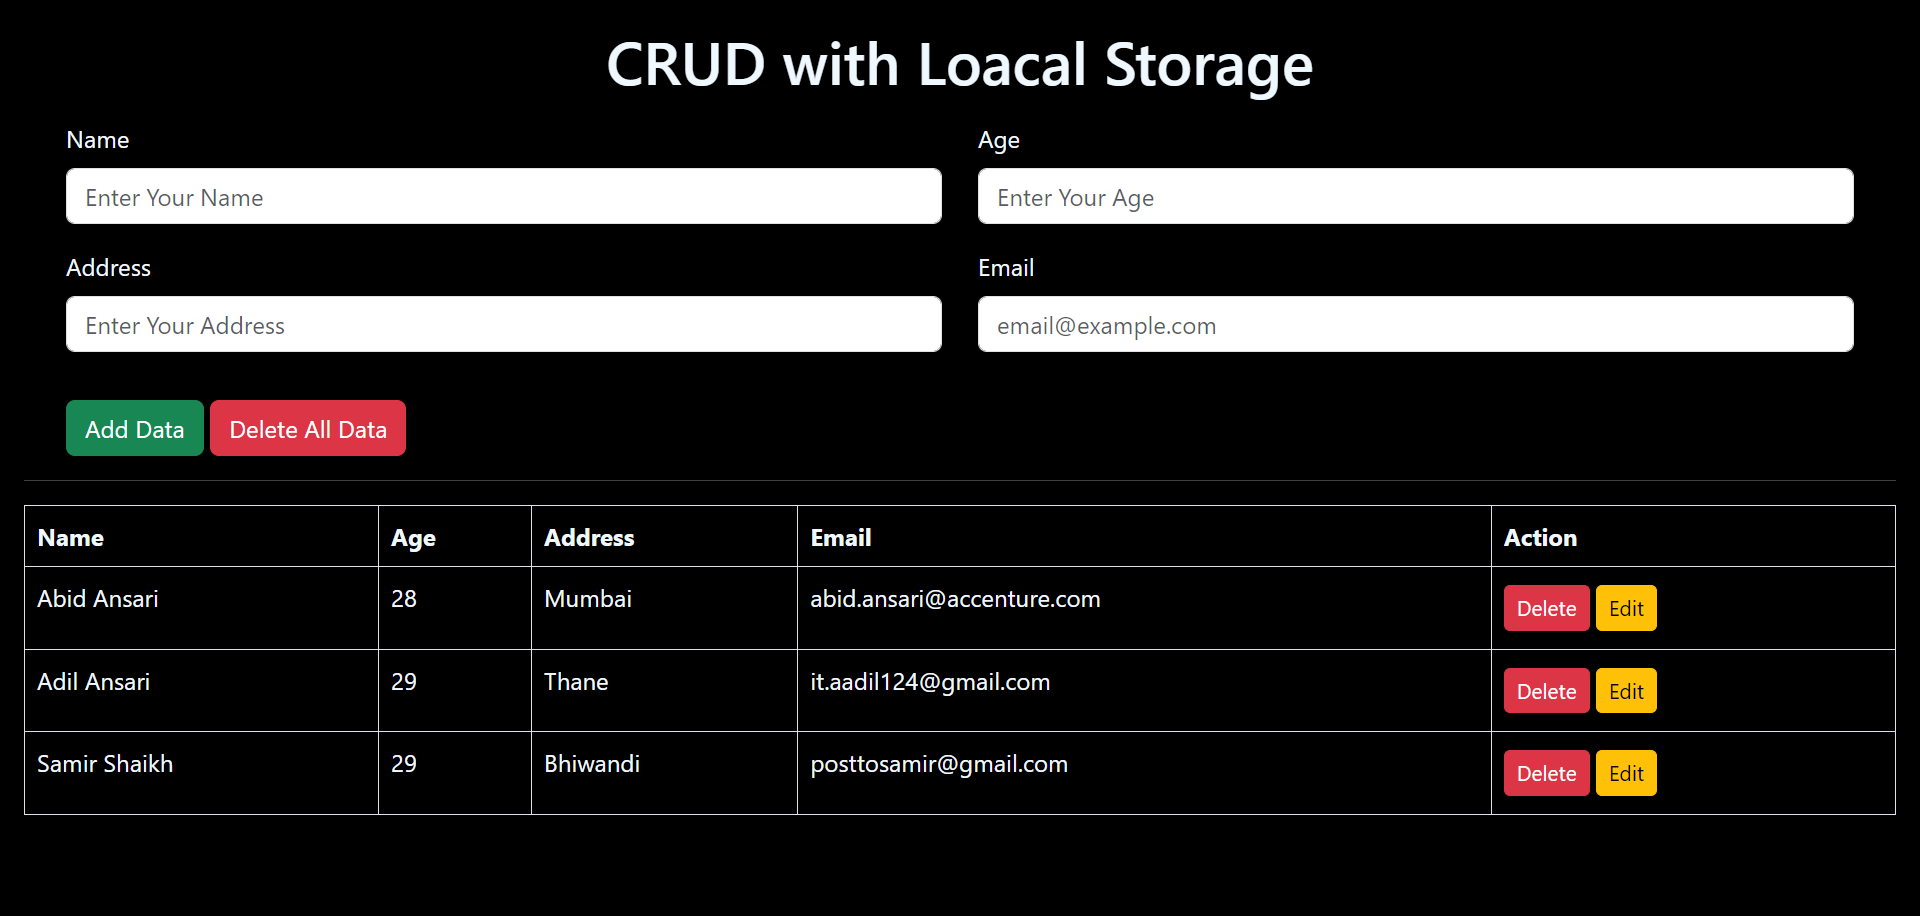 CRUD with Loacal Storage
Name Age
Enter Your Name Enter Your Age
Address Email
Enter Your Address email@example.com
Add Data Delete All Data
Name Age Address Email Action
Abid Ansari 28 Mumbai abid.ansari@accenture.com Delete Edit
Adil Ansari 29 Thane it.aadil124@gmail.com Delete Edit
Samir Shaikh 29 Bhiwandi posttosamir@gmail.com Delete Edit